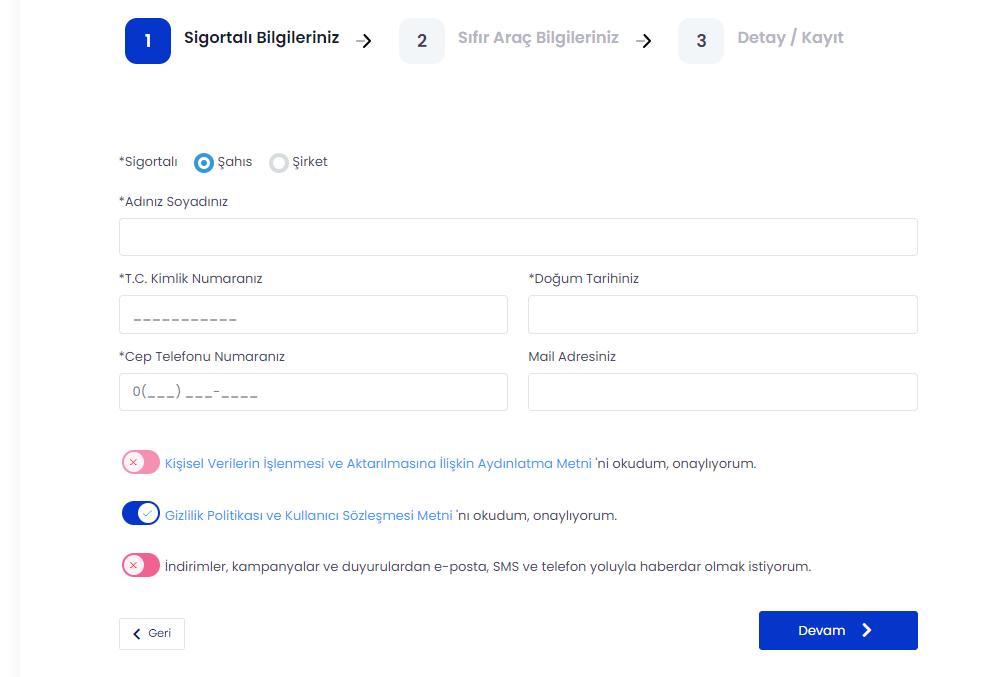 1 Sigortalı Bilgileriniz 2 Sıfır Araç Bilgileriniz 3 Detay / Kayıt
*Sigortalı Şahıs Şirket
*Adınız Soyadınız
*T.C. Kimlik Numaranız *Doğum Tarihiniz
___________
*Cep Telefonu Numaranız Mail Adresiniz
0(___) ___-____
Kişisel Verilerin İşlenmesi ve Aktarılmasına İlişkin Aydınlatma Metni 'ni okudum, onaylıyorum.
Gizlilik Politikası ve Kullanıcı Sözleşmesi Metni 'nı okudum, onaylıyorum.
İndirimler, kampanyalar ve duyurulardan e-posta, SMS ve telefon yoluyla haberdar olmak istiyorum.
Geri Devam